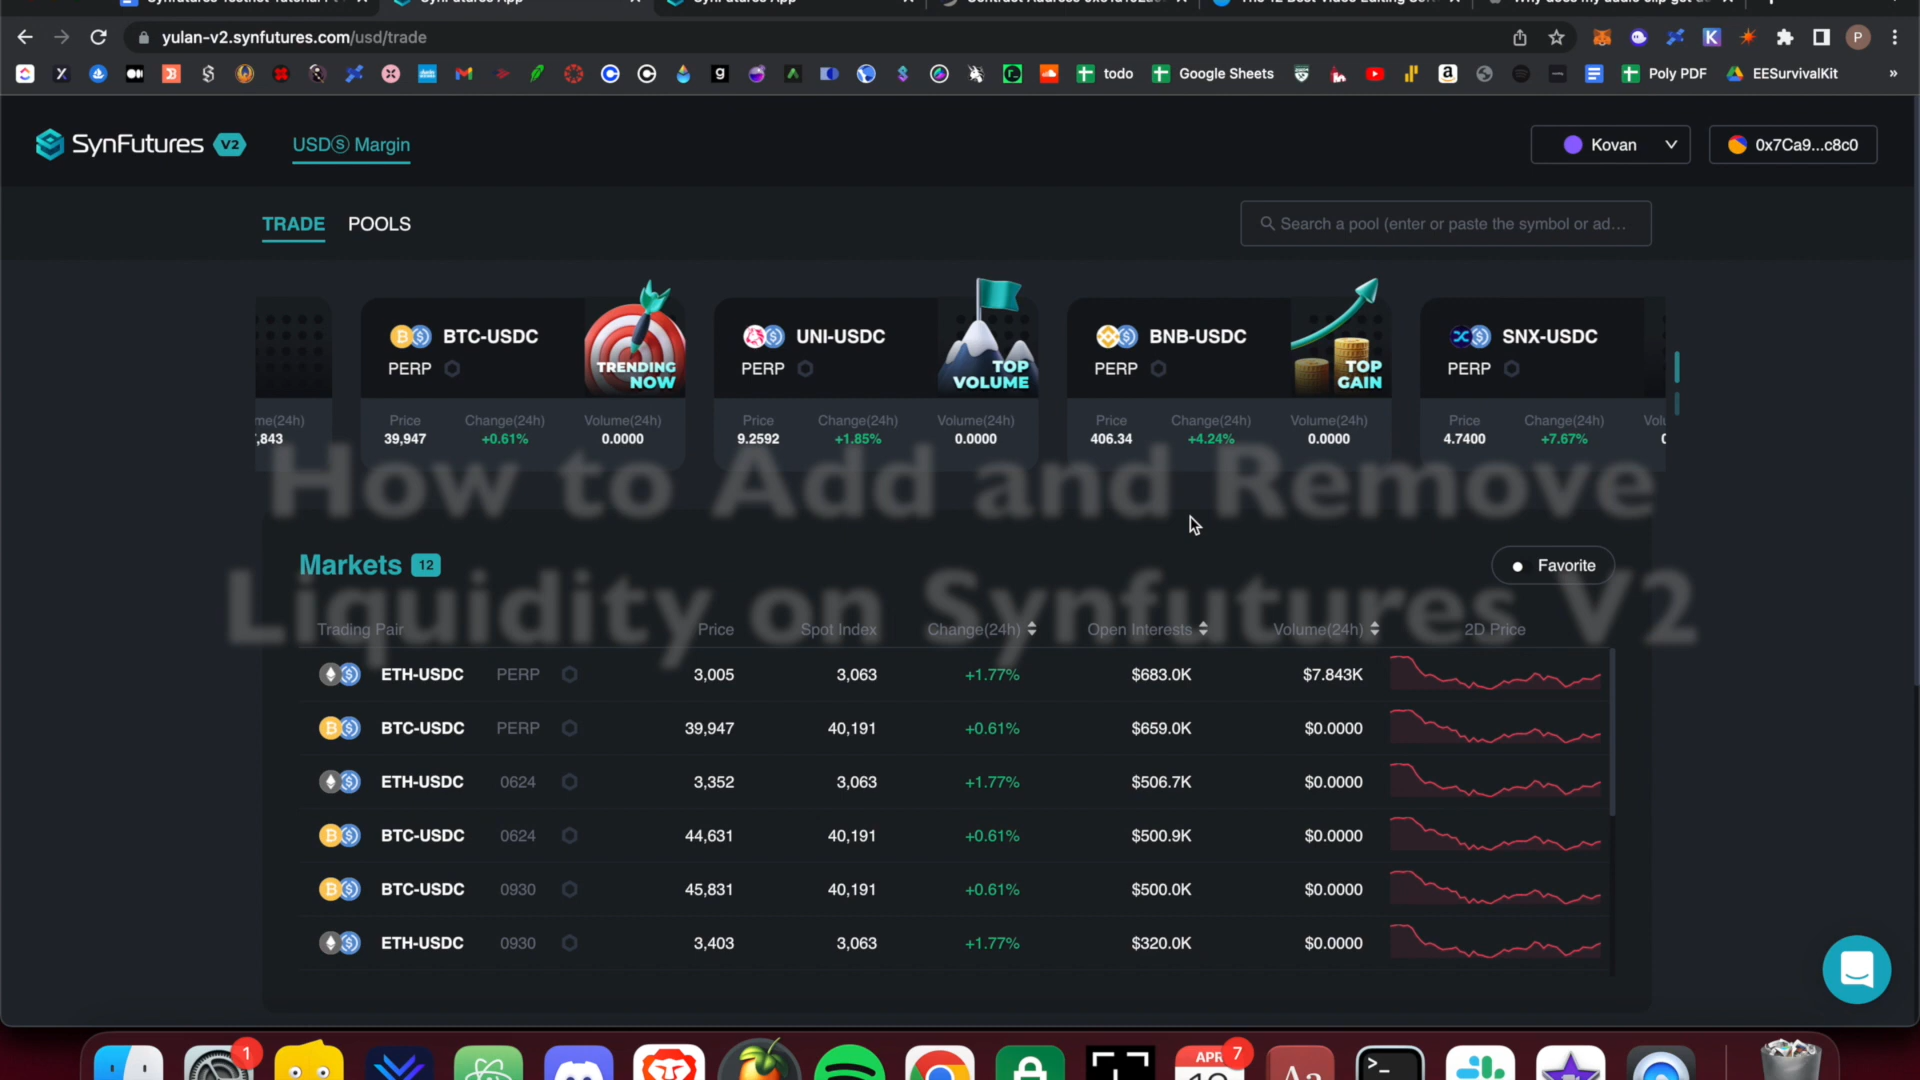 yulan-v2.synfutures.com/usd/trade
P
todo
Google Sheets
Poly PDF
EESurvivalKit
SynFutures V2
USDⓈ Margin
Kovan
0x7Ca9...c8c0
TRADE
POOLS
Search a pool (enter or paste the symbol or ad...
BTC-USDC
PERP
TRENDING
NOW
Price
Change(24h)
Volume(24h)
39,947
+0.61%
0.0000
UNI-USDC
PERP
TOP
VOLUME
Price
Change(24h)
Volume(24h)
9.2592
+1.85%
0.0000
BNB-USDC
PERP
TOP
GAIN
Price
Change(24h)
Volume(24h)
406.34
+4.24%
0.0000
SNX-USDC
PERP
Price
Change(24h)
4.7400
+7.67%
How to Add and Remove
Liquidity on Synfutures V2
Markets 12
Favorite
Trading Pair Price Spot Index Change(24h) Open Interests Volume(24h) 2D Price
ETH-USDC PERP 3,005 3,063 +1.77% $683.0K $7.843K
BTC-USDC PERP 39,947 40,191 +0.61% $659.0K $0.0000
ETH-USDC 0624 3,352 3,063 +1.77% $506.7K $0.0000
BTC-USDC 0624 44,631 40,191 +0.61% $500.9K $0.0000
BTC-USDC 0930 45,831 40,191 +0.61% $500.0K $0.0000
ETH-USDC 0930 3,403 3,063 +1.77% $320.0K $0.0000
1
APR
7